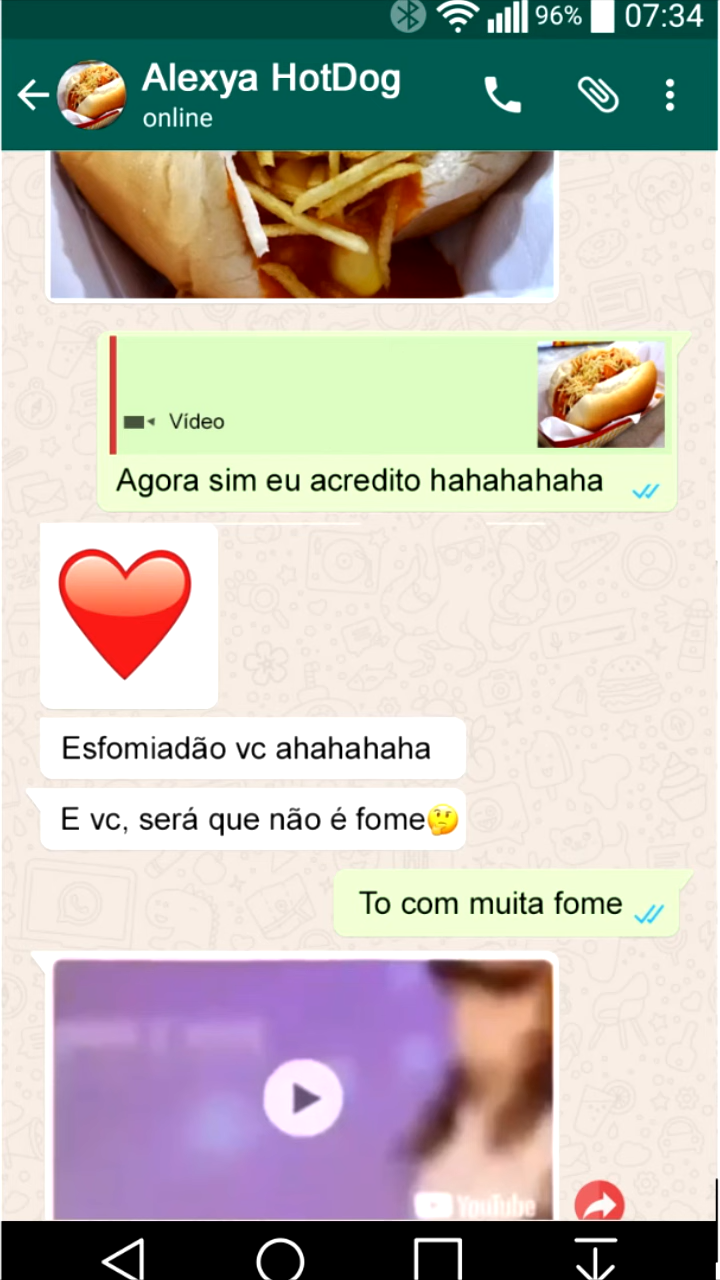 96% 07:34
Alexya HotDog
online
Vídeo
Agora sim eu acredito hahahahaha
Esfomiadão vc ahahahaha
E vc, será que não é fome🤔
To com muita fome
YouTube